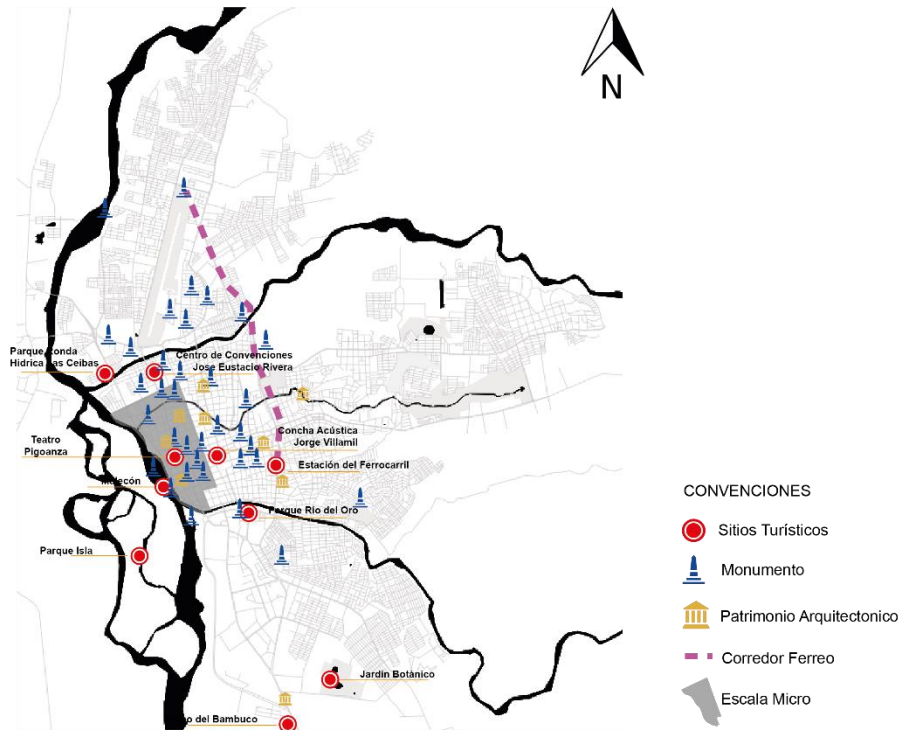 N
Parque Ronda
Hidrica Las Ceibas
Centro de Convenciones
Jose Eustacio Rivera
Concha Acústica
Jorge Villamil
Teatro
Pigoanza
Estación del Ferrocarril
Malecón
Parque Rio del Oro
Parque Isla
Jardín Botànico
del Bambuco
CONVENCIONES
Sitios Turísticos
Monumento
Patrimonio Arquitectonico
Corredor Ferreo
Escala Micro